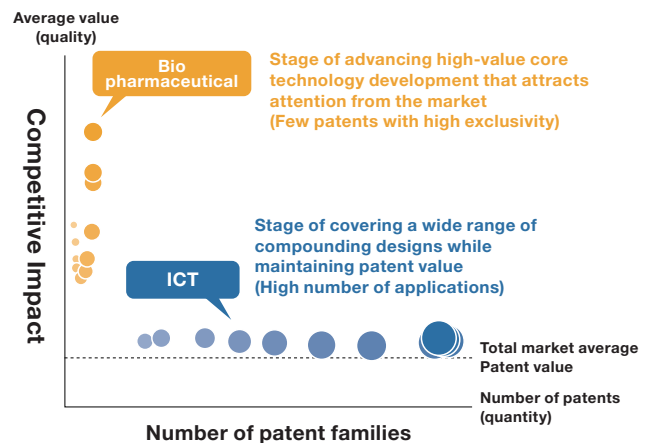 Average value
(quality)
Bio
pharmaceutical
Stage of advancing high-value core
technology development that attracts
attention from the market
(Few patents with high exclusivity)
Competitive Impact
Stage of covering a wide range of
compounding designs while
maintaining patent value
(High number of applications)
ICT
Total market average
Patent value
Number of patents
(quantity)
Number of patent families